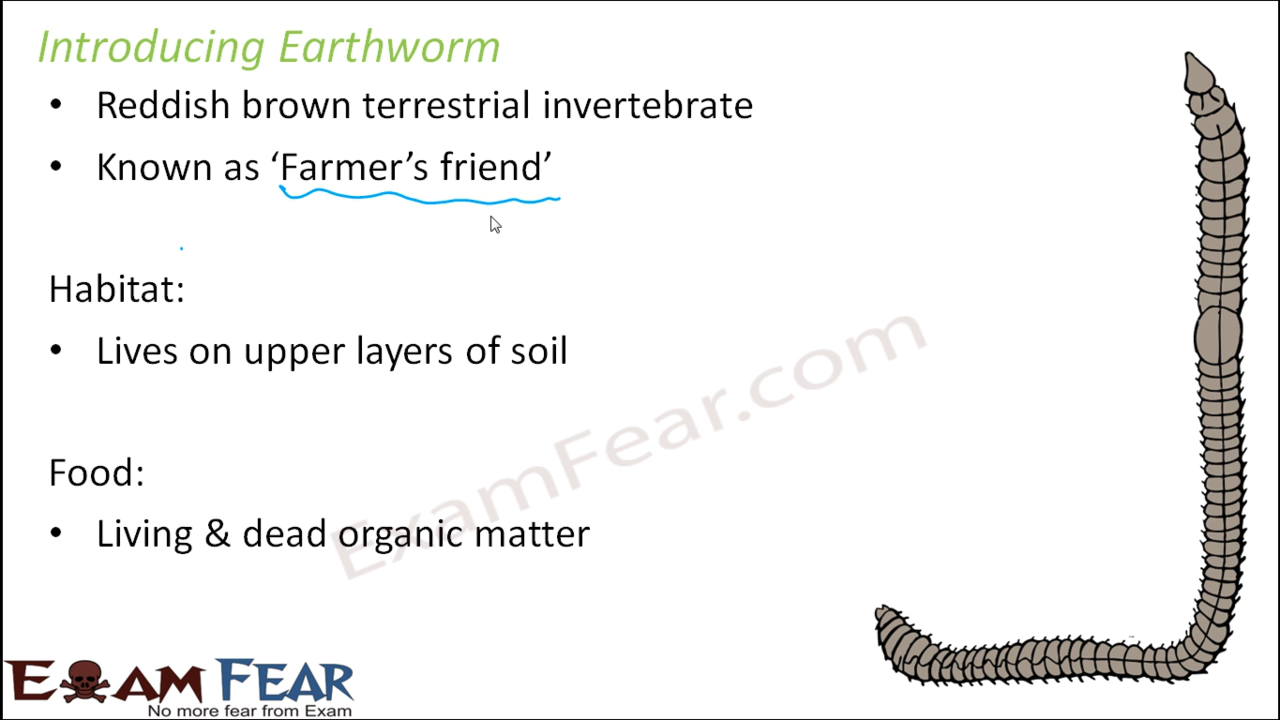 Introducing Earthworm
• Reddish brown terrestrial invertebrate
• Known as ‘Farmer’s friend’
Habitat:
• Lives on upper layers of soil
Food:
• Living & dead organic matter
ExamFear.com
EXAM FEAR
No more fear from Exam